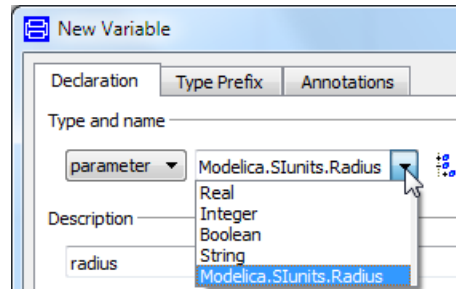 New Variable
Declaration Type Prefix Annotations
Type and name
parameter Modelica.SIunits.Radius
Real
Integer
Boolean
String
Modelica.SIunits.Radius
Description
radius